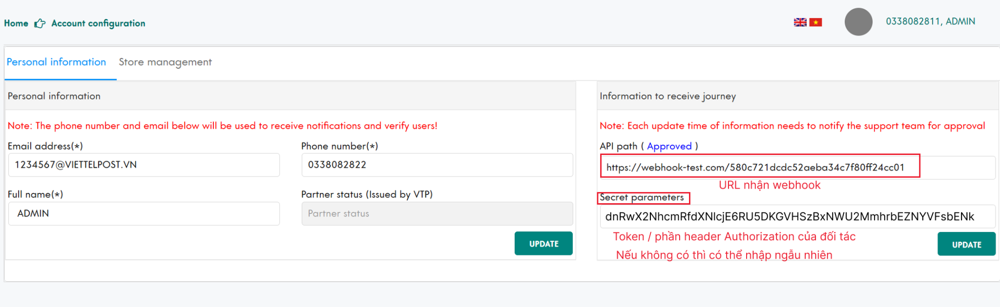 Home Account configuration
0338082811, ADMIN
Personal information Store management
Personal information
Note: The phone number and email below will be used to receive notifications and verify users!
Email address(*)
1234567@VIETTELPOST.VN
Phone number(*)
0338082822
Full name(*)
ADMIN
Partner status (Issued by VTP)
Partner status
UPDATE
Information to receive journey
Note: Each update time of information needs to notify the support team for approval
API path ( Approved )
https://webhook-test.com/580c721dcdc52aeba34c7f80ff24cc01
URL nhận webhook
Secret parameters
dnRwX2NhcmRfdXNlcjE6RU5DKGVHSzBxNWU2MmhrbEZNYVFsbENk
Token / phần header Authorization của đối tác
Nếu không có thì có thể nhập ngẫu nhiên
UPDATE